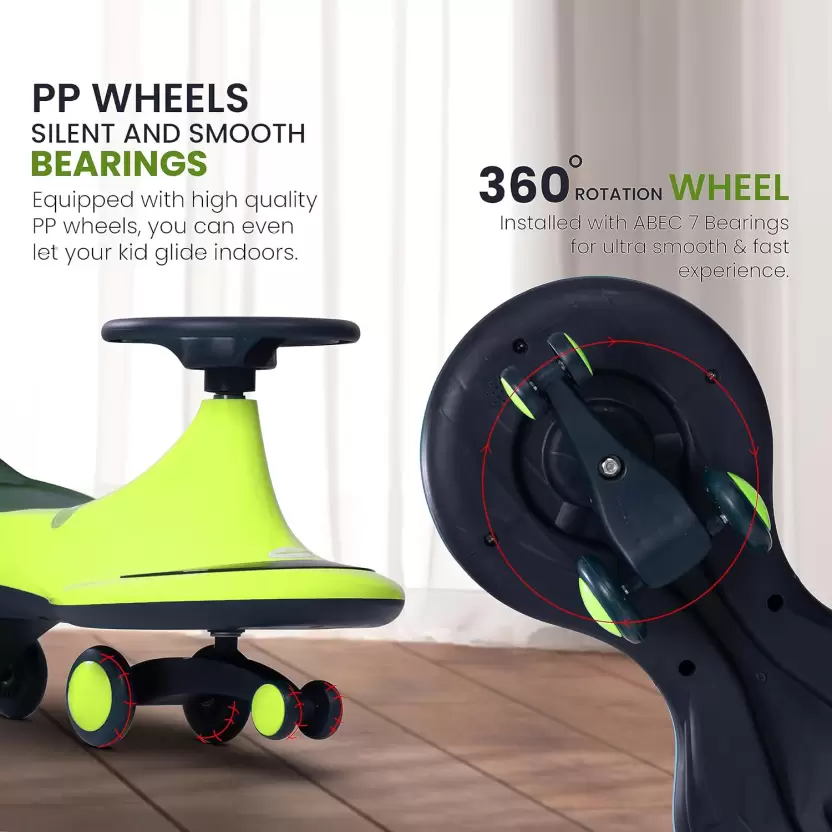 PP WHEELS
SILENT AND SMOOTH
BEARINGS
Equipped with high quality
PP wheels, you can even
let your kid glide indoors.
360° ROTATION WHEEL
Installed with ABEC 7 Bearings
for ultra smooth & fast
experience.